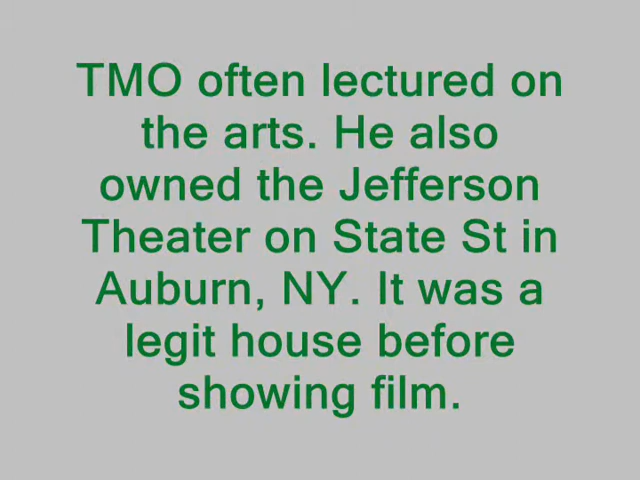 TMO often lectured on
the arts. He also
owned the Jefferson
Theater on State St in
Auburn, NY. It was a
legit house before
showing film.